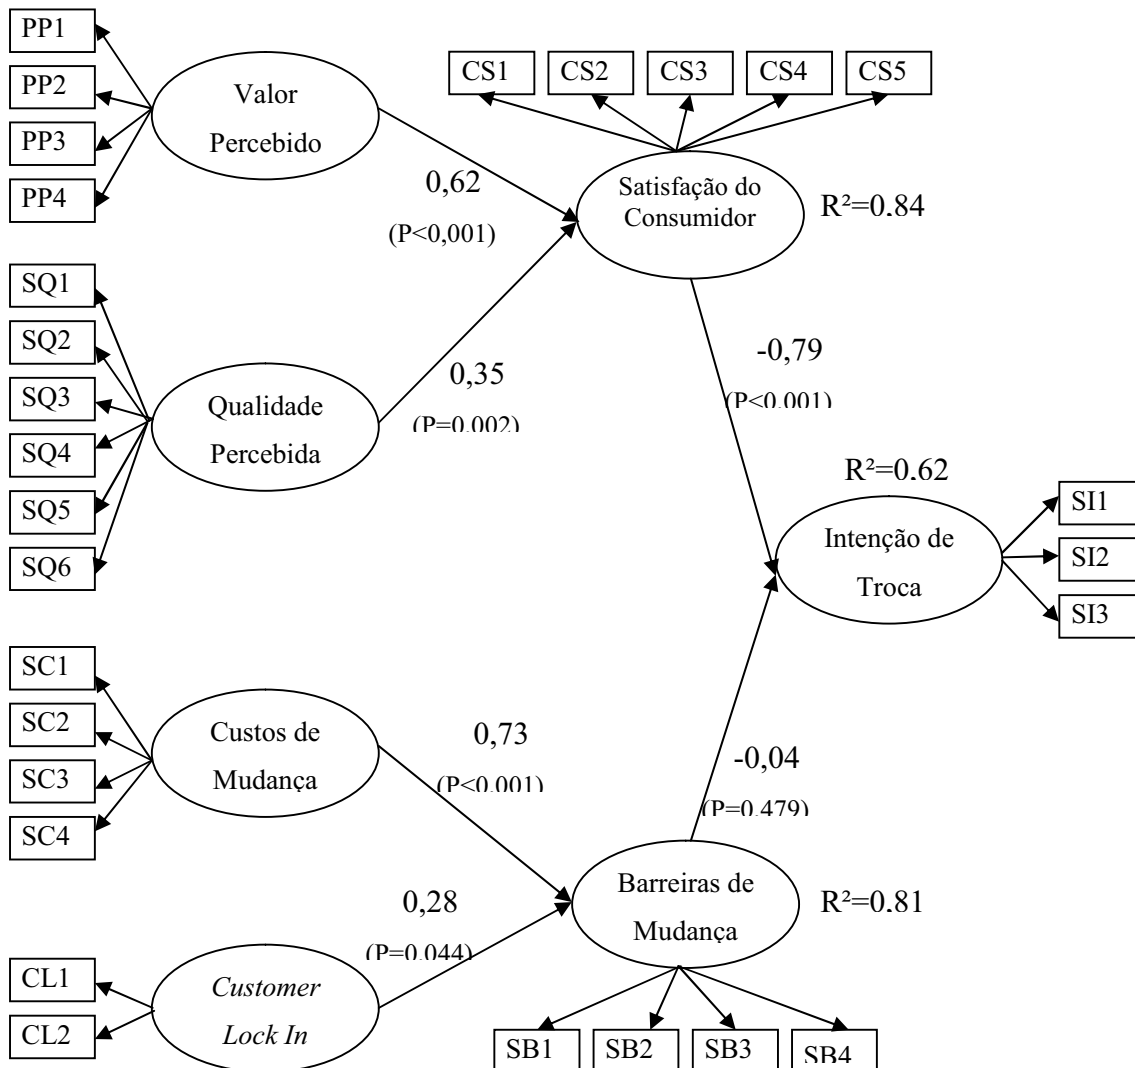 PP1
PP2
PP3
PP4
Valor
Percebido
CS1
CS2
CS3
CS4
CS5
0,62
(P<0,001)
Satisfação do
Consumidor
R²=0.84
SQ1
SQ2
SQ3
SQ4
SQ5
SQ6
Qualidade
Percebida
0,35
(P=0.002)
-0,79
(P<0.001)
R²=0.62
Intenção de
Troca
SI1
SI2
SI3
SC1
SC2
SC3
SC4
Custos de
Mudança
0,73
(P<0.001)
-0,04
(P=0.479)
Barreiras de
Mudança
R²=0.81
0,28
(P=0.044)
CL1
CL2
Customer
Lock In
SB1
SB2
SB3
SB4